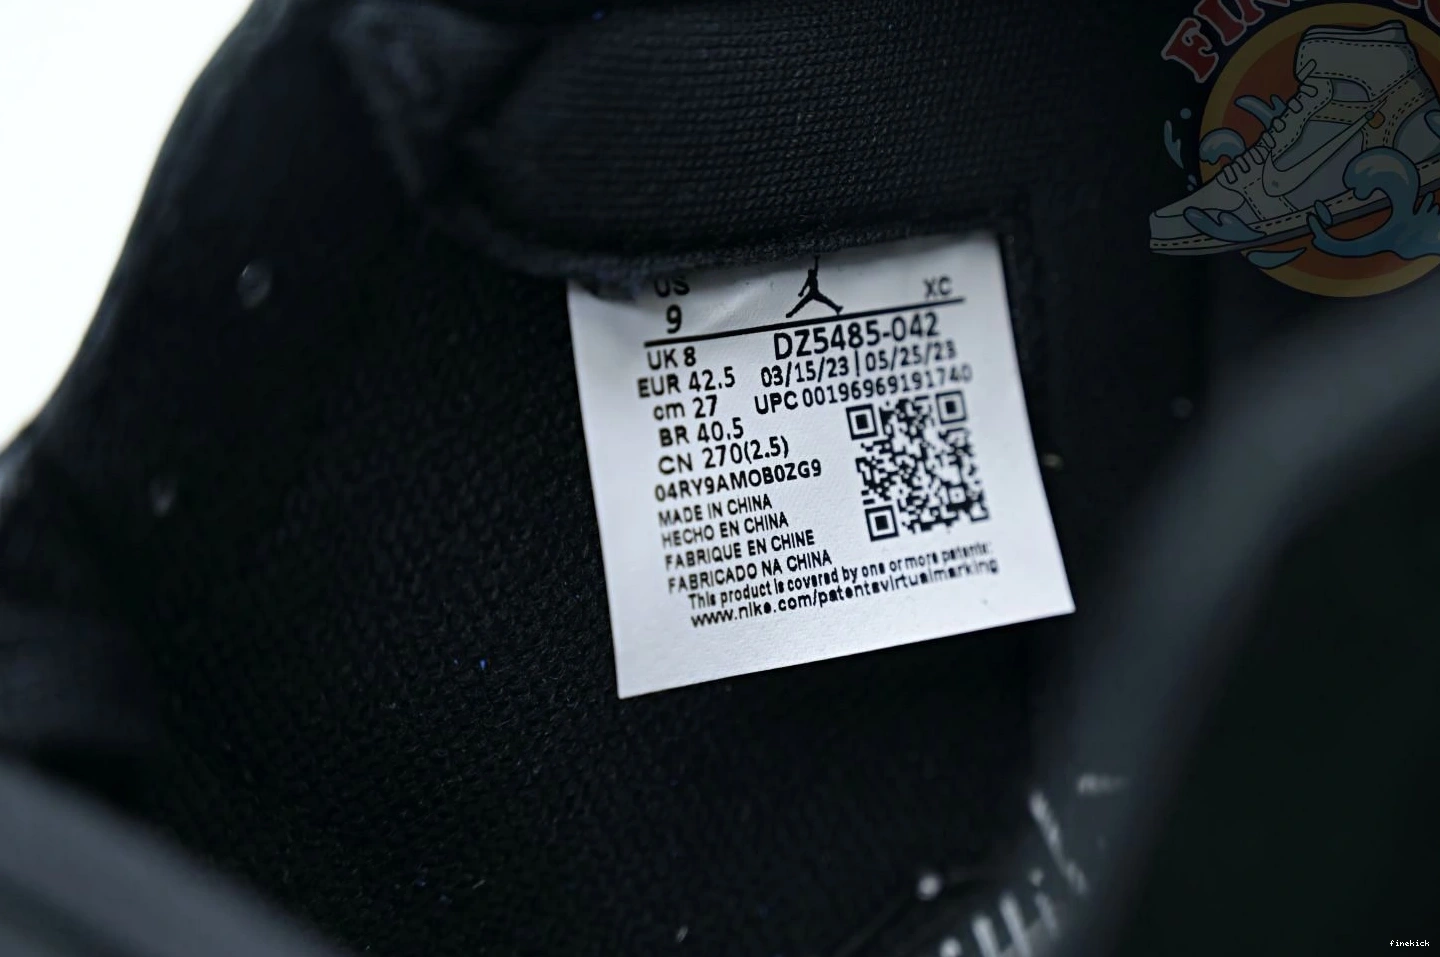 US XC
9
DZ5485-042
UK 8
03/15/23 | 05/25/23
EUR 42.5
UPC 00196969191740
cm 27
BR 40.5
CN 270(2.5)
04RY9AMOB0ZG9
MADE IN CHINA
HECHO EN CHINA
FABRIQUE EN CHINE
FABRICADO NA CHINA
This product is covered by one or more patents:
www.nike.com/patentsvirtualmarking
finekick